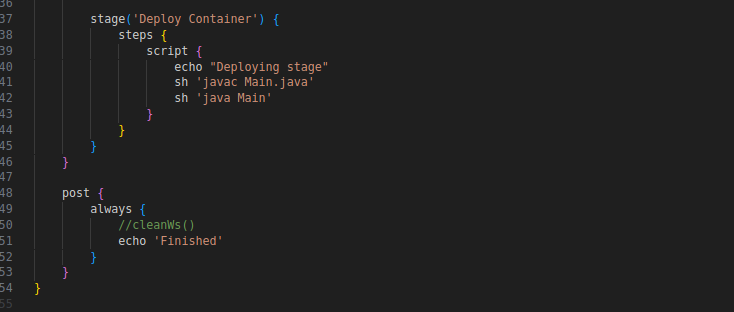 36
37 stage('Deploy Container') {
38 steps {
39 script {
40 echo "Deploying stage"
41 sh 'javac Main.java'
42 sh 'java Main'
43 }
44 }
45 }
46 }
47
48 post {
49 always {
50 //cleanWs()
51 echo 'Finished'
52 }
53 }
54 }
55